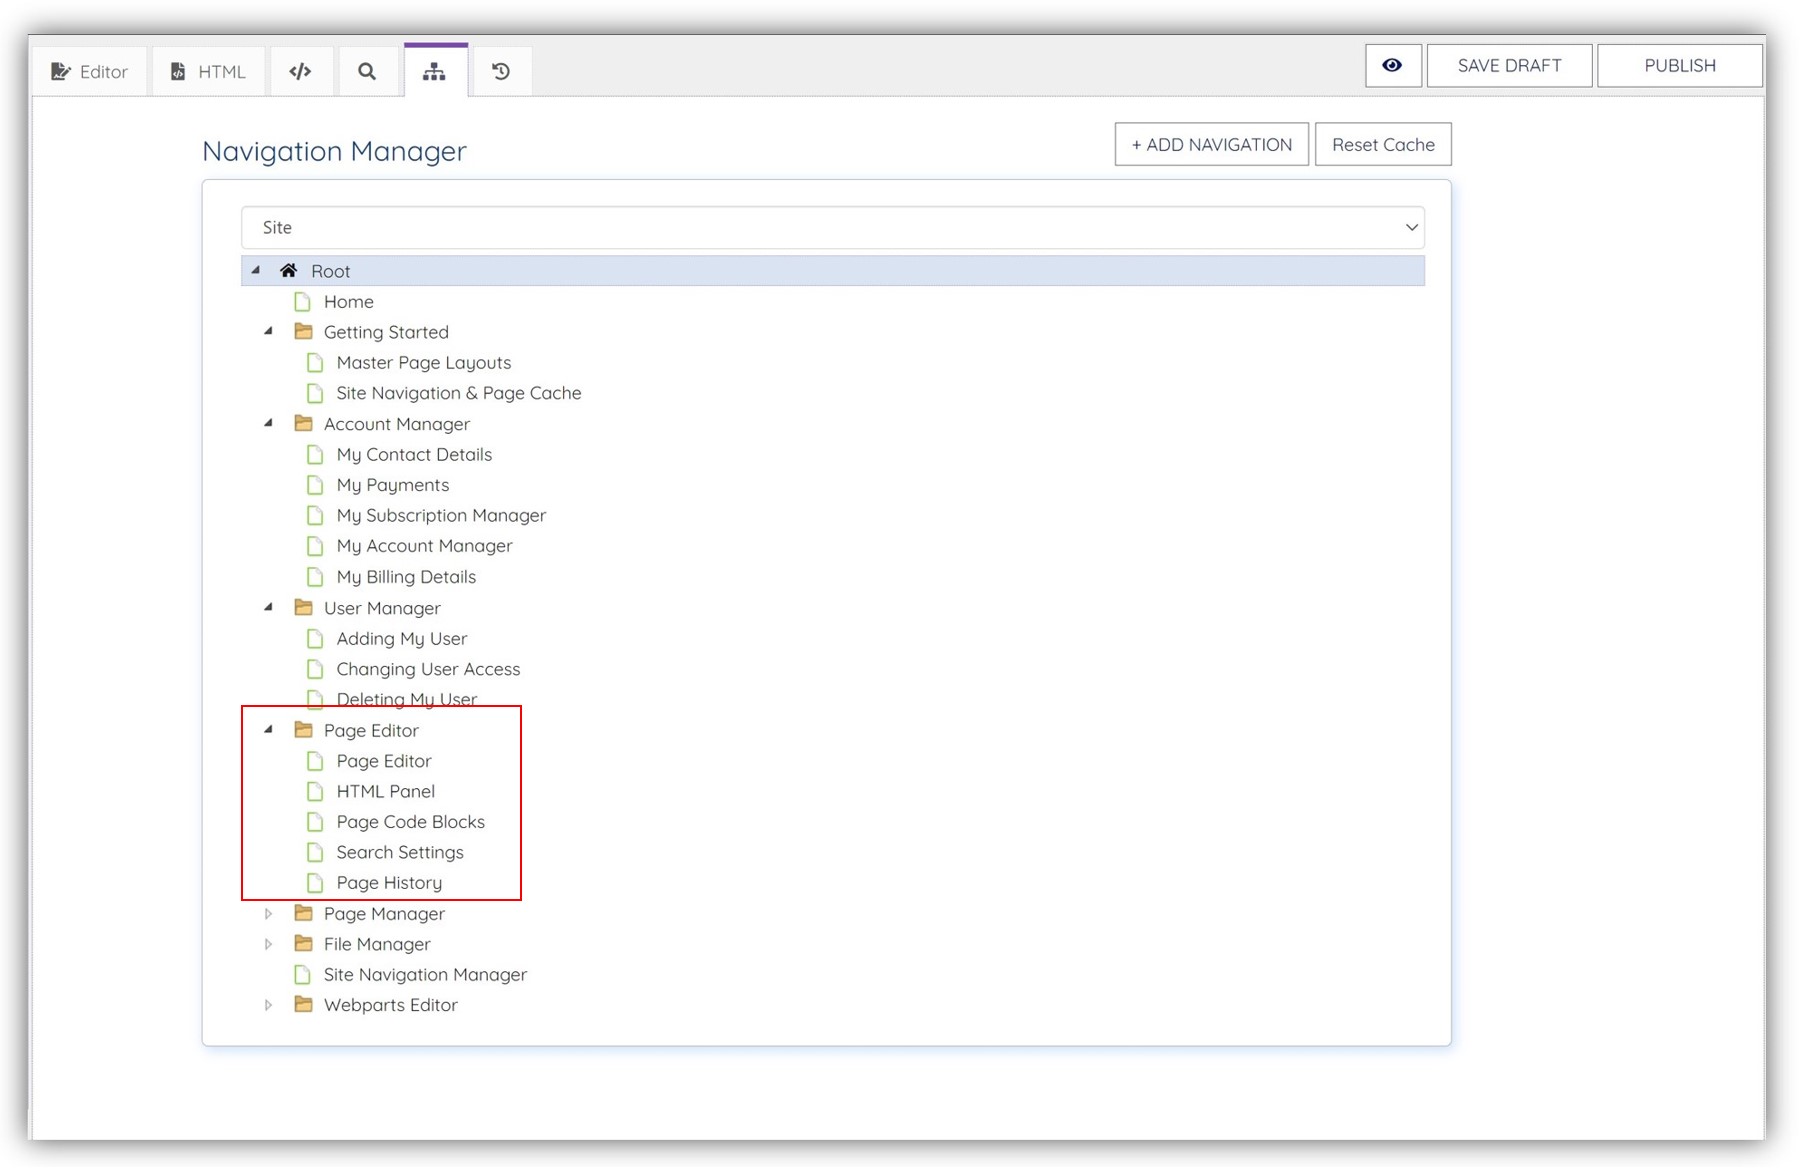 Editor HTML SAVE DRAFT PUBLISH
Navigation Manager + ADD NAVIGATION Reset Cache
Site
Root
Home
Getting Started
Master Page Layouts
Site Navigation & Page Cache
Account Manager
My Contact Details
My Payments
My Subscription Manager
My Account Manager
My Billing Details
User Manager
Adding My User
Changing User Access
Deleting My User
Page Editor
Page Editor
HTML Panel
Page Code Blocks
Search Settings
Page History
Page Manager
File Manager
Site Navigation Manager
Webparts Editor